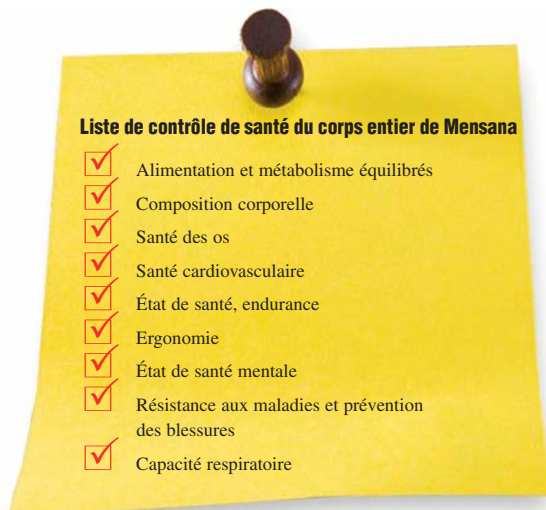 Liste de contrôle de santé du corps entier de Mensana
Alimentation et métabolisme équilibrés
Composition corporelle
Santé des os
Santé cardiovasculaire
État de santé, endurance
Ergonomie
État de santé mentale
Résistance aux maladies et prévention
des blessures
Capacité respiratoire